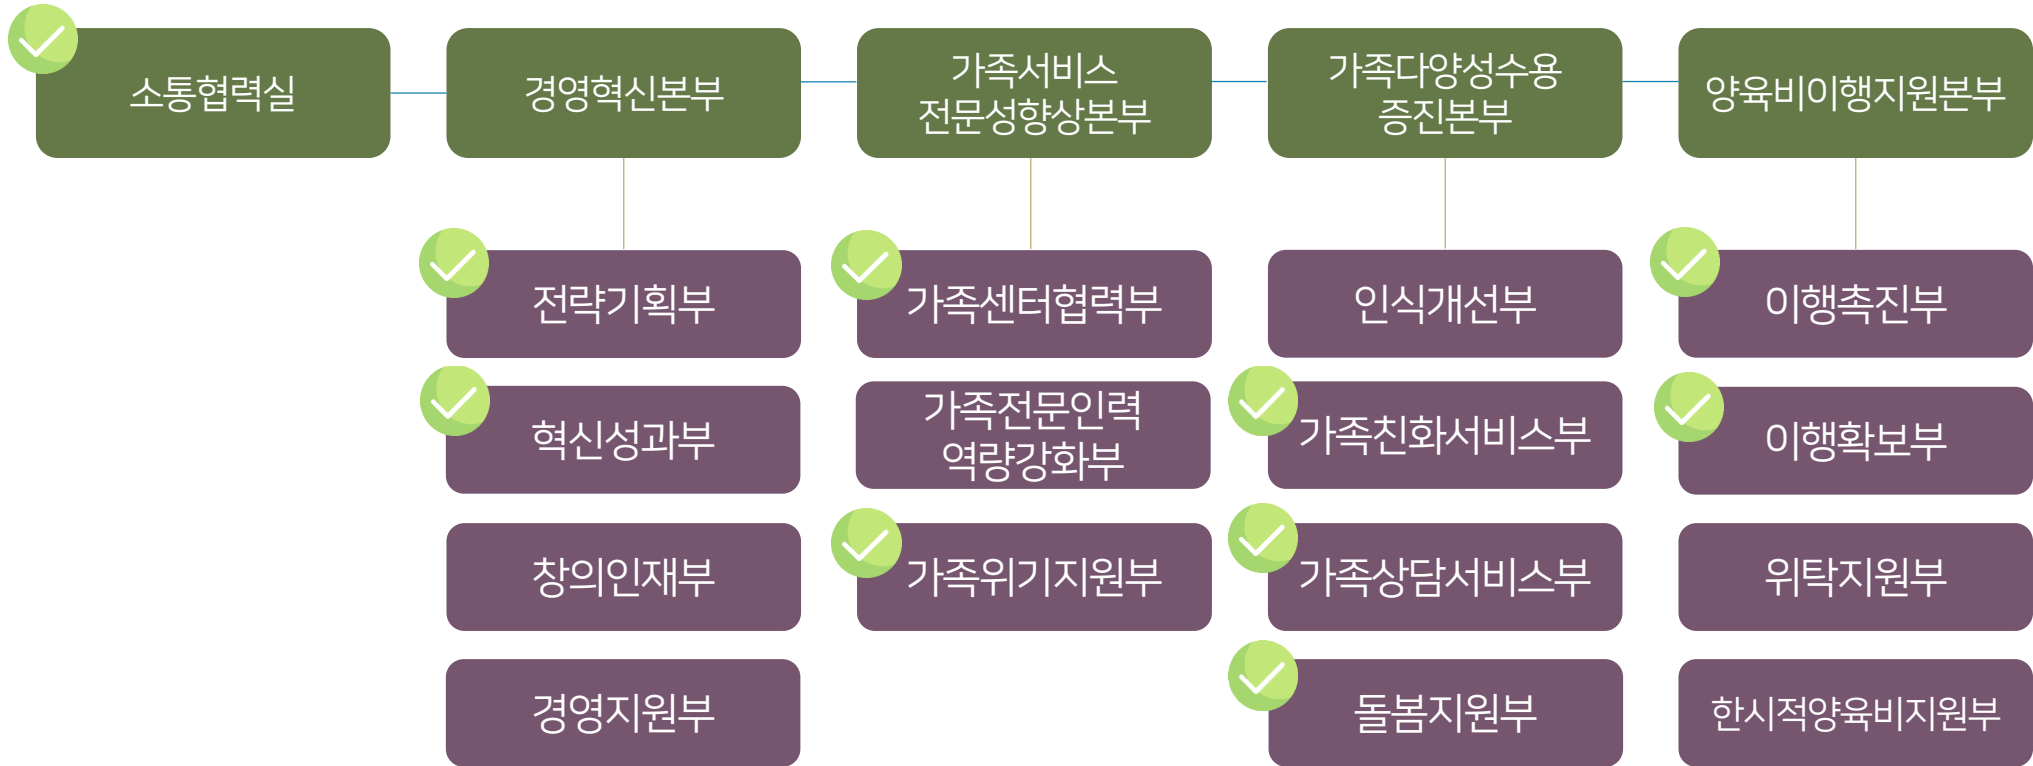 소통협력실
경영혁신본부
가족서비스
전문성향상본부
가족다양성수용
증진본부
양육비이행지원본부
전략기획부
가족센터협력부
인식개선부
이행촉진부
혁신성과부
가족전문인력
역량강화부
가족친화서비스부
이행확보부
창의인재부
가족위기지원부
가족상담서비스부
위탁지원부
경영지원부
돌봄지원부
한시적양육비지원부